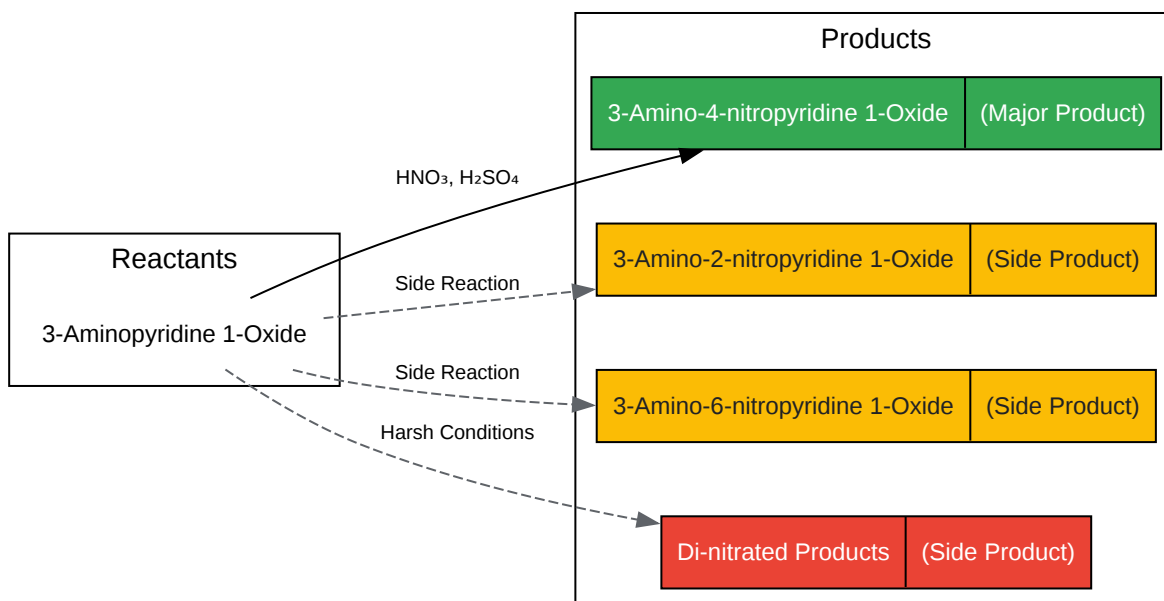 Products
3-Amino-4-nitropyridine 1-Oxide (Major Product)
HNO₃, H₂SO₄
Reactants
3-Aminopyridine 1-Oxide
Side Reaction
3-Amino-2-nitropyridine 1-Oxide (Side Product)
Side Reaction
3-Amino-6-nitropyridine 1-Oxide (Side Product)
Harsh Conditions
Di-nitrated Products (Side Product)